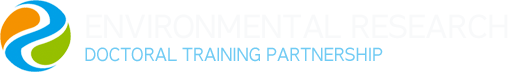 ENVIRONMENTAL RESEARCH
DOCTORAL TRAINING PARTNERSHIP